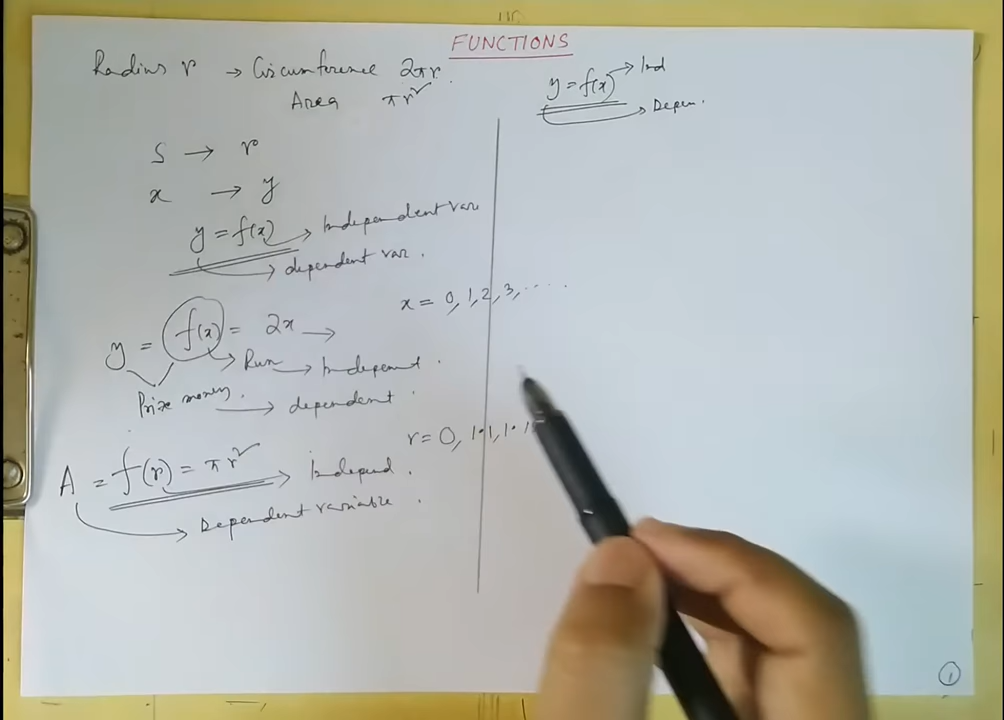 FUNCTIONS
Radius r → Circumference 2πr.
Area πr²
S → r
x → y
y = f(x) → Independent var
→ dependent var.
y = f(x) = 2x →
→ Run → Indepent.
Prize money. → dependent.
A = f(r) = πr² → Independ.
→ Dependent variable.
y = f(x) → Ind
→ Depen.
x = 0, 1, 2, 3, .....
r = 0, 1.1, 1.1
1